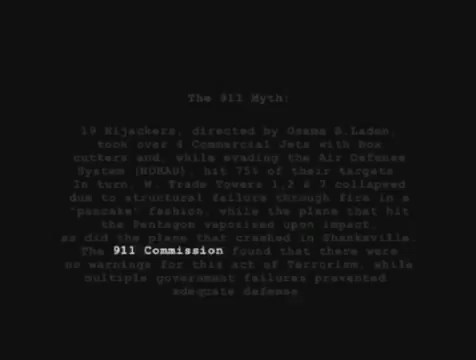 The 911 Myth:
19 Hijackers, directed by Osama B.Laden,
took over 4 Commercial Jets with box
cutters and, while evading the Air Defense
System (NORAD), hit 75% of their targets
In turn, W. Trade Towers 1,2 & 7 collapsed
due to structural failure through fire in a
"pancake" fashion, while the plane that hit
the Pentagon vaporized upon impact,
as did the plane that crashed in Shanksville.
The 911 Commission found that there were
no warnings for this act of Terrorism, while
multiple government failures prevented
adequate defense